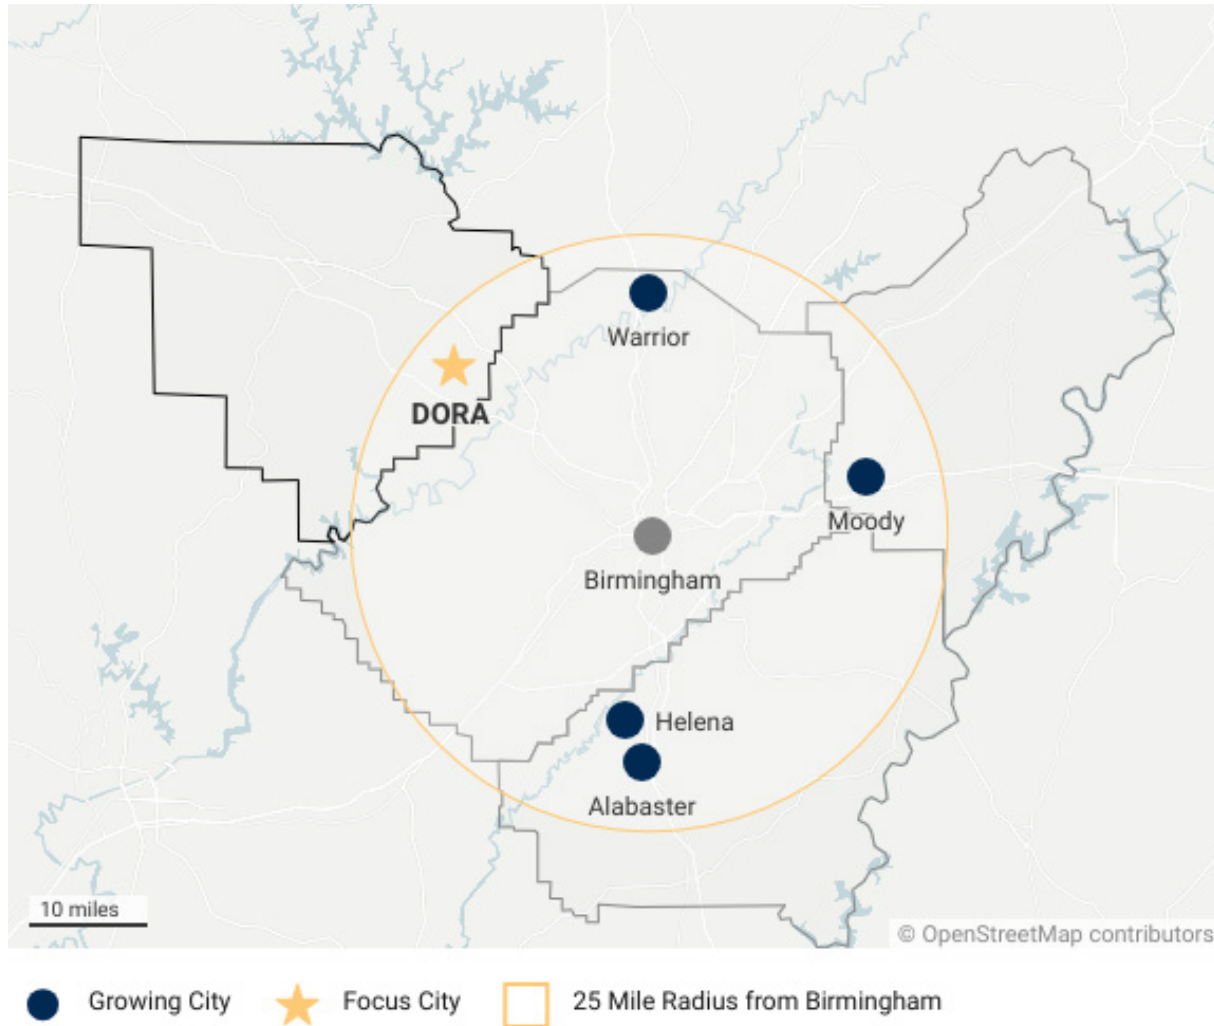 Warrior
DORA
Moody
Birmingham
Helena
Alabaster
10 miles
© OpenStreetMap contributors
Growing City
Focus City
25 Mile Radius from Birmingham